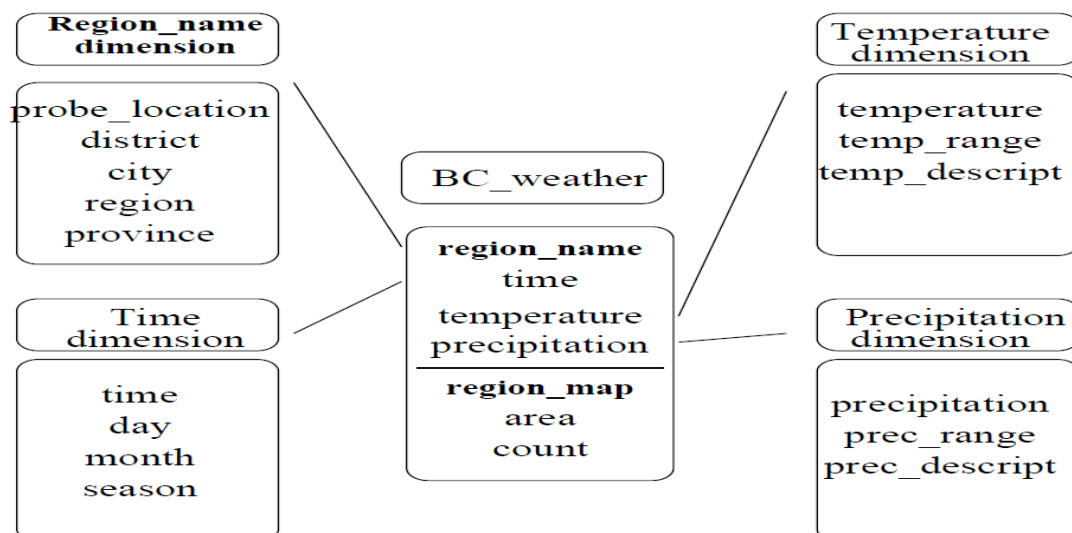 Region_name
dimension
probe_location
district
city
region
province
Time
dimension
time
day
month
season
BC_weather
region_name
time
temperature
precipitation
region_map
area
count
Temperature
dimension
temperature
temp_range
temp_descript
Precipitation
dimension
precipitation
prec_range
prec_descript